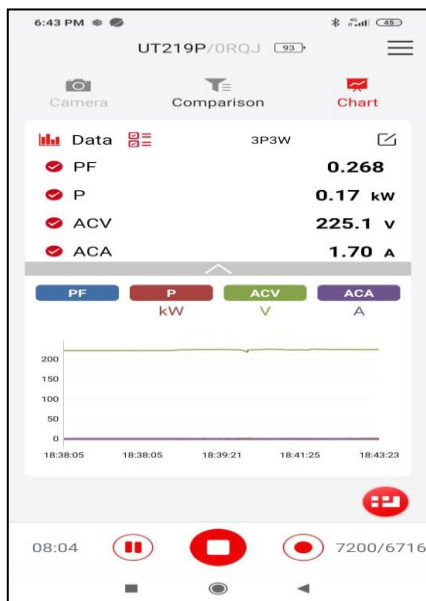 6:43 PM
4G
45
UT219P/0RQJ 93
Camera Comparison Chart
Data 3P3W
PF 0.268
P 0.17 kW
ACV 225.1 V
ACA 1.70 A
PF P ACV ACA
kW V A
200
150
100
50
0
18:38:05 18:38:05 18:39:21 18:41:25 18:43:23
08:04 7200/6716